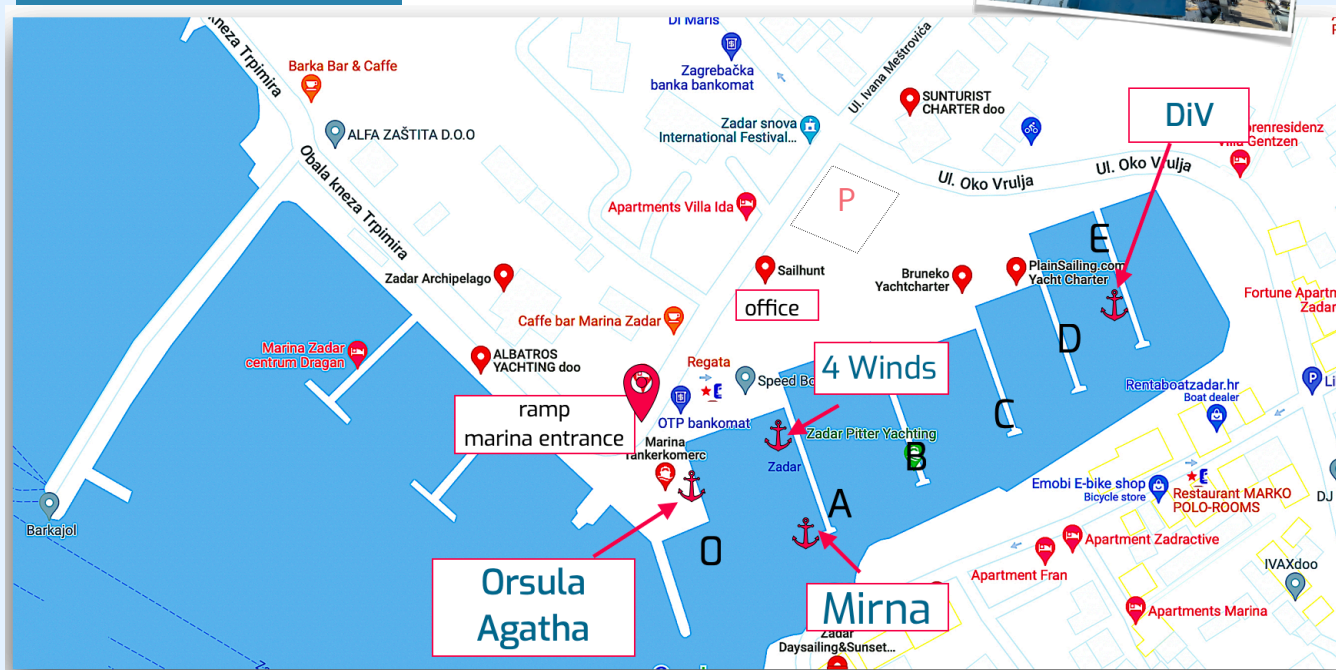 Kneza Trpimira
Barka Bar & Caffe
ALFA ZAŠTITA D.O.O
Obala kneza Trpimira
Di Maris
Zagrebačka
banka bankomat
Zadar snova
International Festival...
Ul. Ivana Meštrovića
SUNTURIST
CHARTER doo
DiV
Gentzen
Ul. Oko Vrulja
Ul. Oko Vrulja
P
Apartments Villa Ida
Sailhunt
office
Bruneko
Yachtcharter
PlainSailing.com
Yacht Charter
E
D
C
B
A
O
Zadar Archipelago
Caffe bar Marina Zadar
Marina Zadar
centrum Dragan
ALBATROS
YACHTING doo
Regata
Speed Bo
4 Winds
ramp
marina entrance
OTP bankomat
Marina
Tankerkomerc
Zadar Pitter Yachting
Zadar
Fortune Apartm
Zadar
Rentaboatzadar.hr
Boat dealer
P
Li
Emobi E-bike shop
Bicycle store
Restaurant MARKO
POLO-ROOMS
DJ
Barkajol
Apartment Zadractive
Apartment Fran
IVAXdoo
Apartments Marina
Orsula
Agatha
Mirna
Zadar
Daysailing&Sunset...